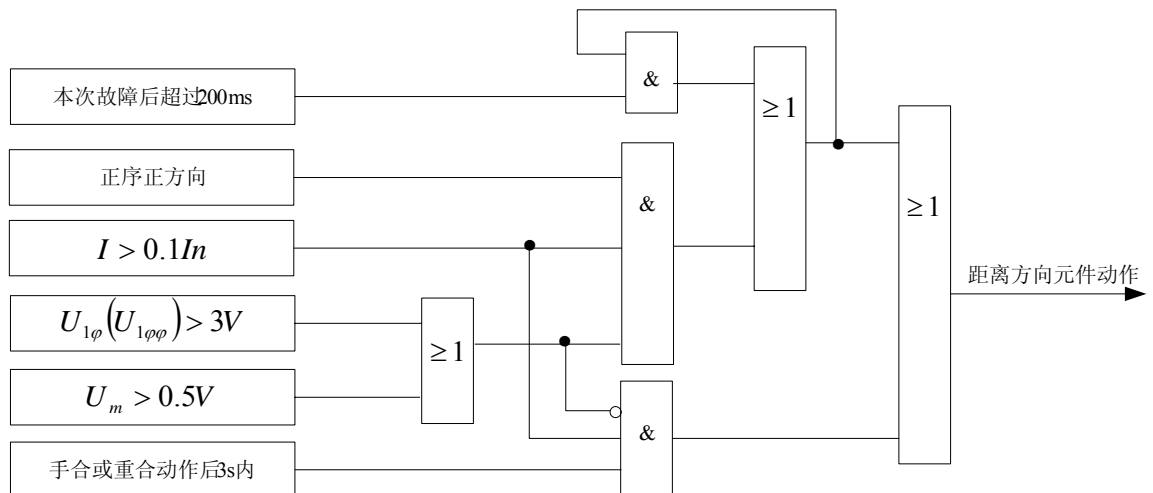 本次故障后超过200ms
正序正方向
I > 0.1In
U1φ(U1φφ) > 3V
Um > 0.5V
手合或重合动作后3s内
≥1
&
&
&
≥1
≥1
距离方向元件动作